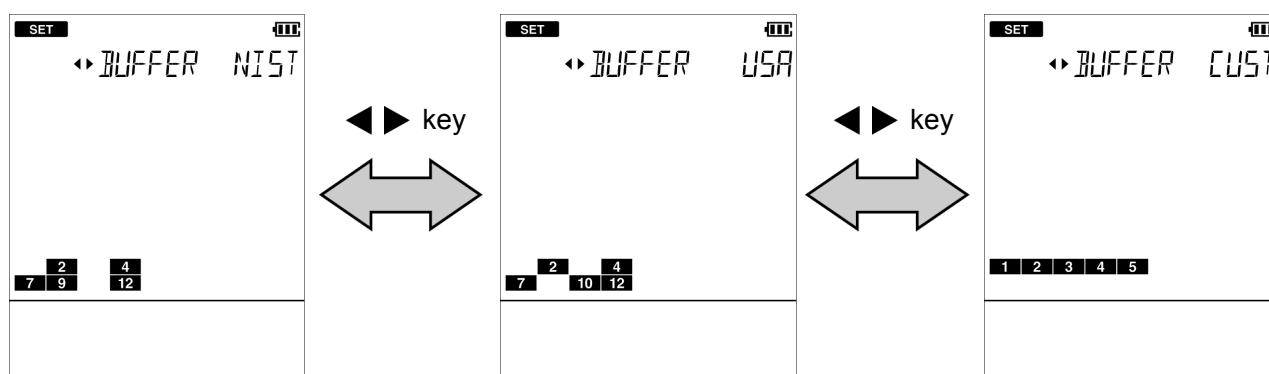 SET
BUFFER NIST
2 4
7 9 12
◀ ▶ key
SET
BUFFER USA
2 4
7 10 12
◀ ▶ key
SET
BUFFER CUST
1 2 3 4 5